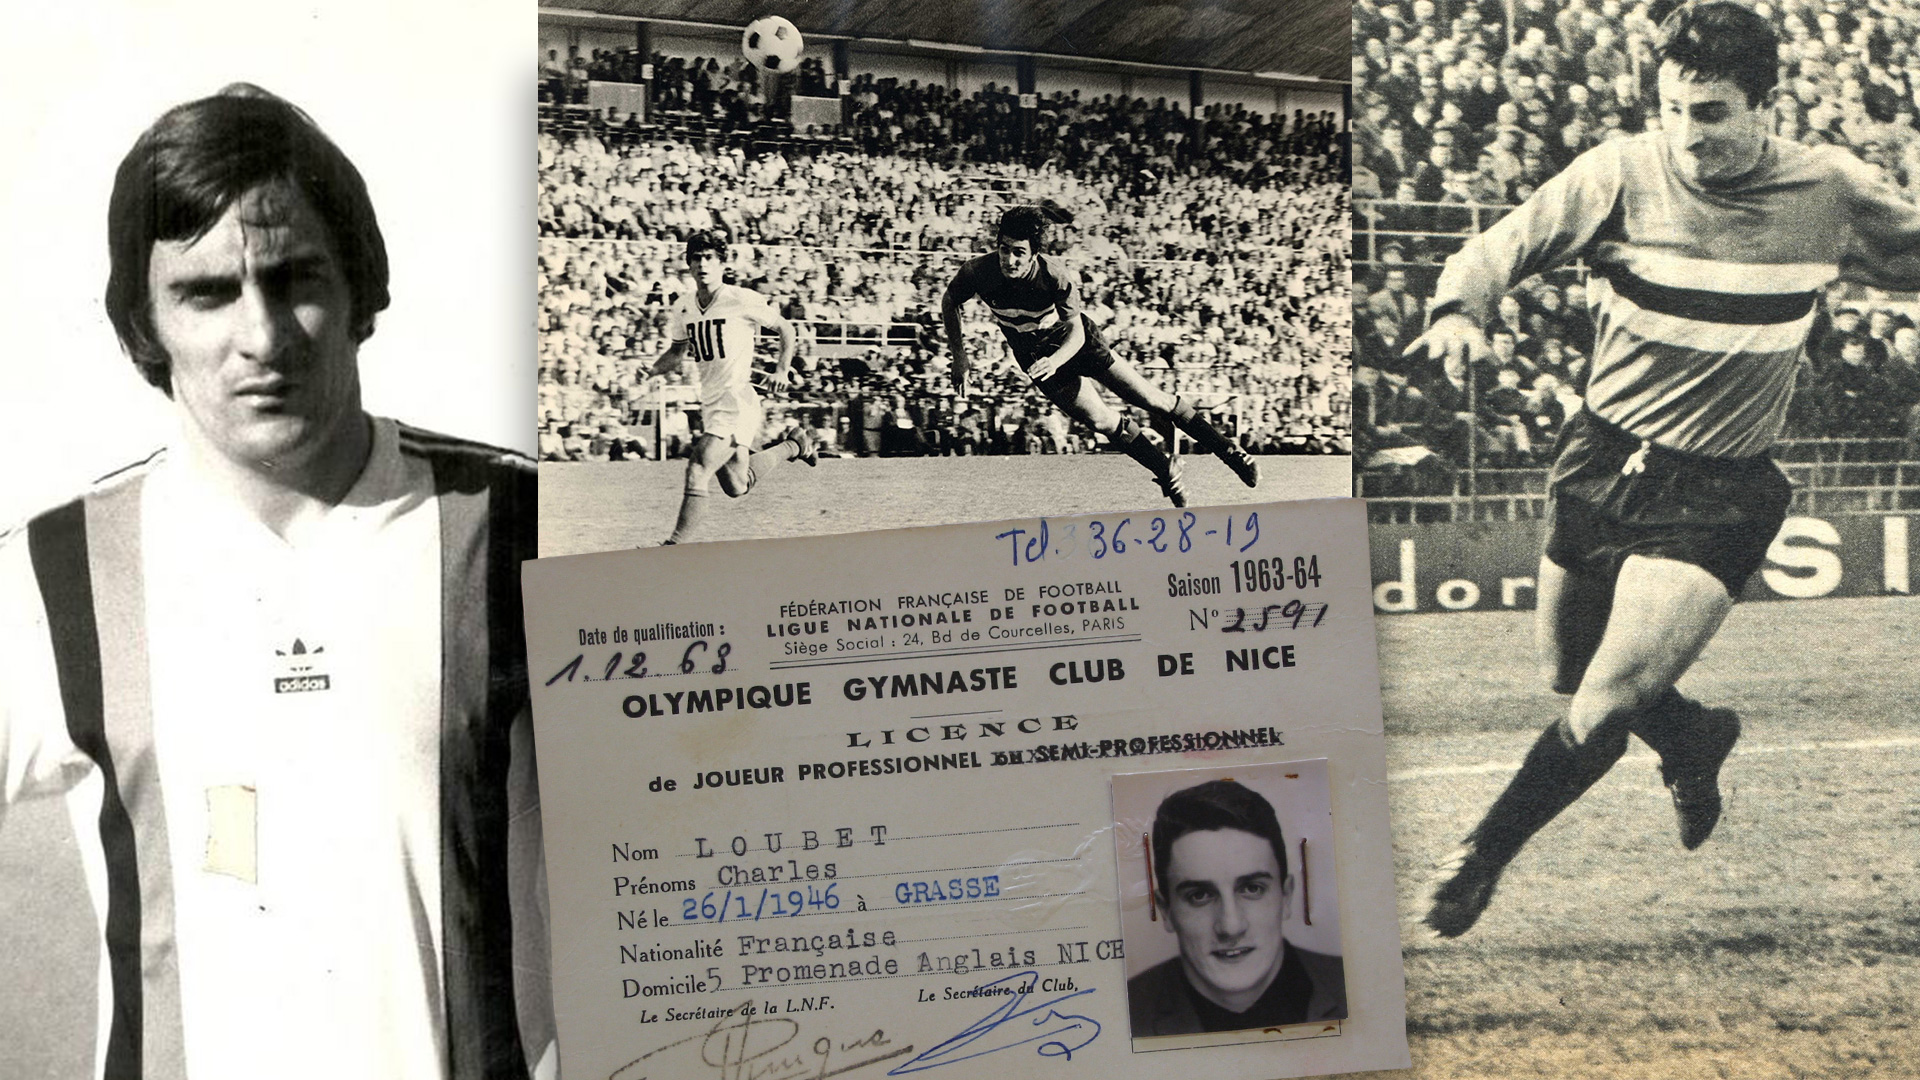 BUT
adidas
dor
SI
Tel. 36-28-19
FÉDÉRATION FRANÇAISE DE FOOTBALL
LIGUE NATIONALE DE FOOTBALL
Siège Social : 24, Bd de Courcelles, PARIS
Saison 1963-64
N° 2591
Date de qualification :
1.12 63
OLYMPIQUE GYMNASTE CLUB DE NICE
LICENCE
de JOUEUR PROFESSIONNEL ou SEMI-PROFESSIONNEL
Nom LOUBET
Prénoms Charles
Né le 26/1/1946 à GRASSE
Nationalité Française
Domicile 5 Promenade Anglais NICE
Le Secrétaire de la L.N.F.
Le Secrétaire du Club,